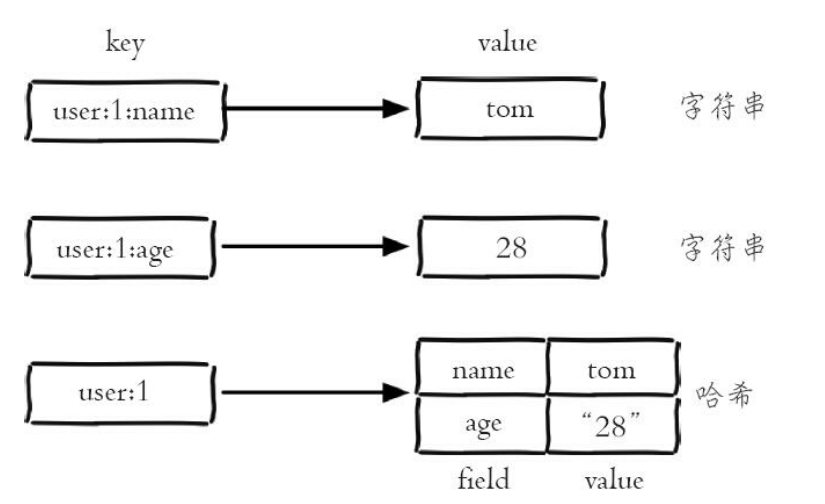 key value
user:1:name tom 字符串
user:1:age 28 字符串
user:1 name tom 哈希
age “28”
field value